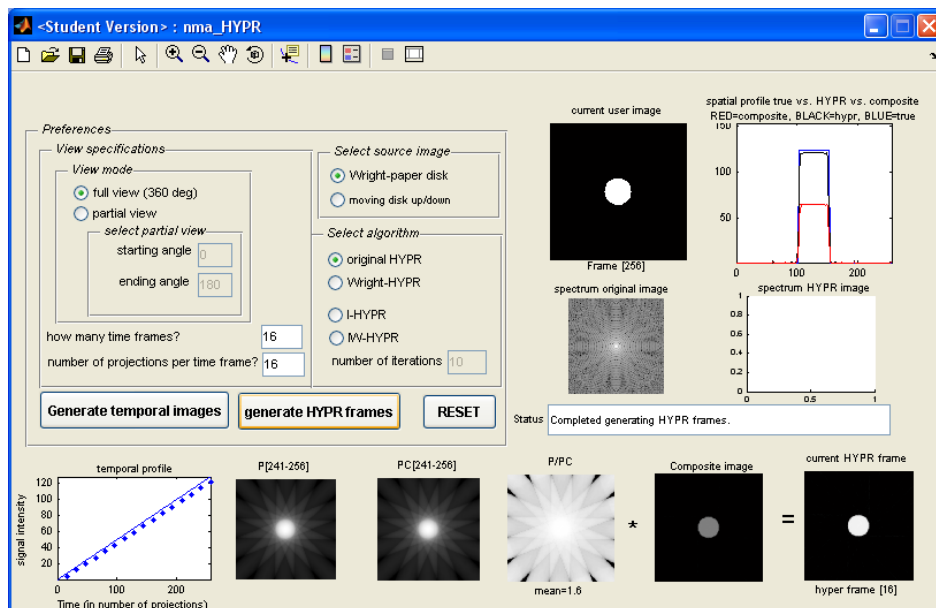 <Student Version> : nma_HYPR
Preferences
View specifications
View mode
full view (360 deg)
partial view
select partial view
starting angle 0
ending angle 180
how many time frames? 16
number of projections per time frame? 16
Select source image
Wright-paper disk
moving disk up/down
Select algorithm
original HYPR
Wright-HYPR
I-HYPR
IW-HYPR
number of iterations 10
Generate temporal images
generate HYPR frames
RESET
current user image
Frame [256]
spatial profile true vs. HYPR vs. composite
RED=composite, BLACK=hypr, BLUE=true
150
100
50
0 100 200
spectrum original image
spectrum HYPR image
1
0.8
0.6
0.4
0.2
0
0 0.5 1
Status Completed generating HYPR frames.
temporal profile
signal intensity
120
100
80
60
40
20
0 100 200
Time (in number of projections)
P[241-256]
PC[241-256]
P/PC
mean=1.6
*
Composite image
=
current HYPR frame
hyper frame [16]